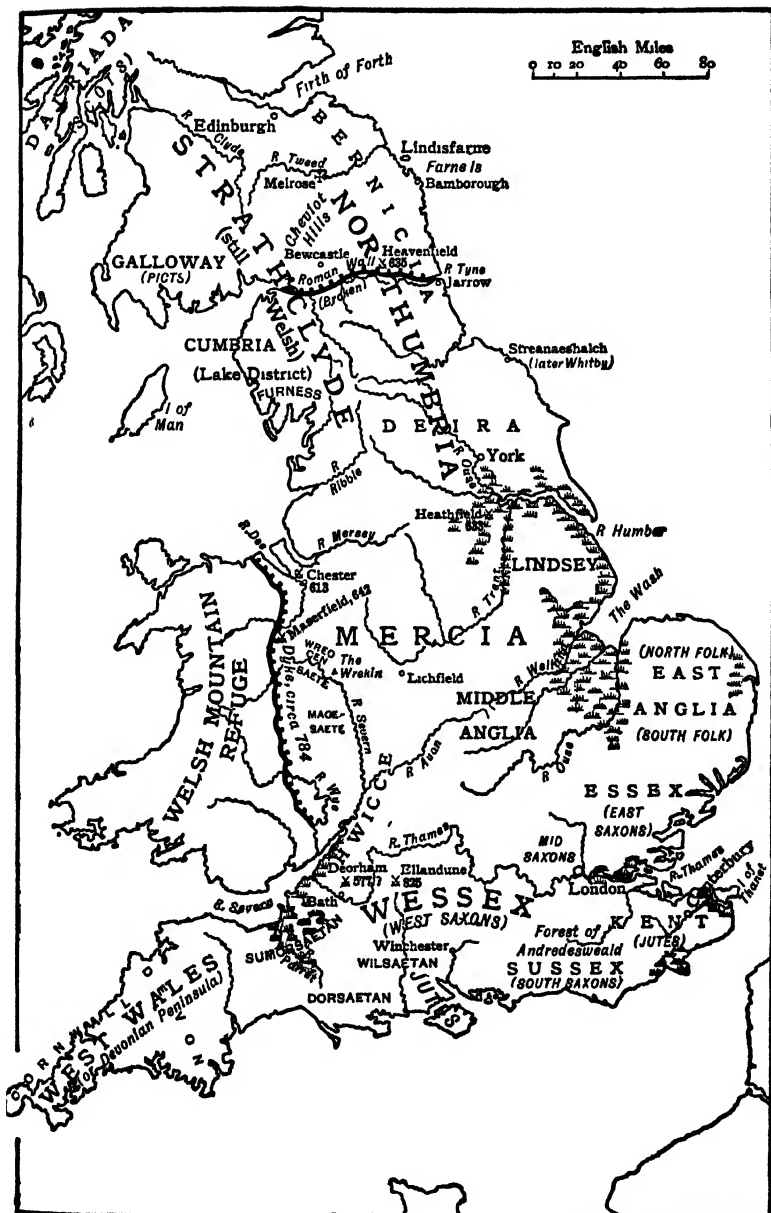 English Miles
0 10 20 40 60 80
DALRIADA
SCOTS
Firth of Forth
Edinburgh
R Clyde
BERNICIA
Lindisfarne
Farne Is
Bamborough
R Tweed
Melrose
STRATHCLYDE
(still Welsh)
Cheviot Hills
NORTHUMBRIA
GALLOWAY
(PICTS)
Bewcastle
Heavenfield
635
Roman Wall
(Broken)
R Tyne
Jarrow
CUMBRIA
(Lake District)
FURNESS
Streanaeshalch
(later Whitby)
I of Man
DEIRA
R Ouse
York
R Ribble
Heathfield
633
R Humber
R. Dee
R Mersey
LINDSEY
Chester
613
R Trent
Maserfield, 642
MERCIA
The Wash
WREOCEN SAETE
The Wrekin
Lichfield
R Welland
(NORTH FOLK)
EAST
ANGLIA
(SOUTH FOLK)
WELSH MOUNTAIN
REFUGE
Dyke, circa 784
MAGE-
SAETE
R Severn
MIDDLE
ANGLIA
R Avon
R Ouse
R Wye
HWICCE
ESSEX
(EAST SAXONS)
R. Thames
MID
SAXONS
Deorham
577
Ellandune
825
London
R. Thames
Canterbury
I of Thanet
Bath
WESSEX
(WEST SAXONS)
R. Severn
SUMORSAETAN
R Parret
Winchester
WILSAETAN
Forest of
Andredesweald
KENT
(JUTES)
SUSSEX
(SOUTH SAXONS)
DORSAETAN
JUTES
CORNWALL
WEST WALES
(or Devonian Peninsula)